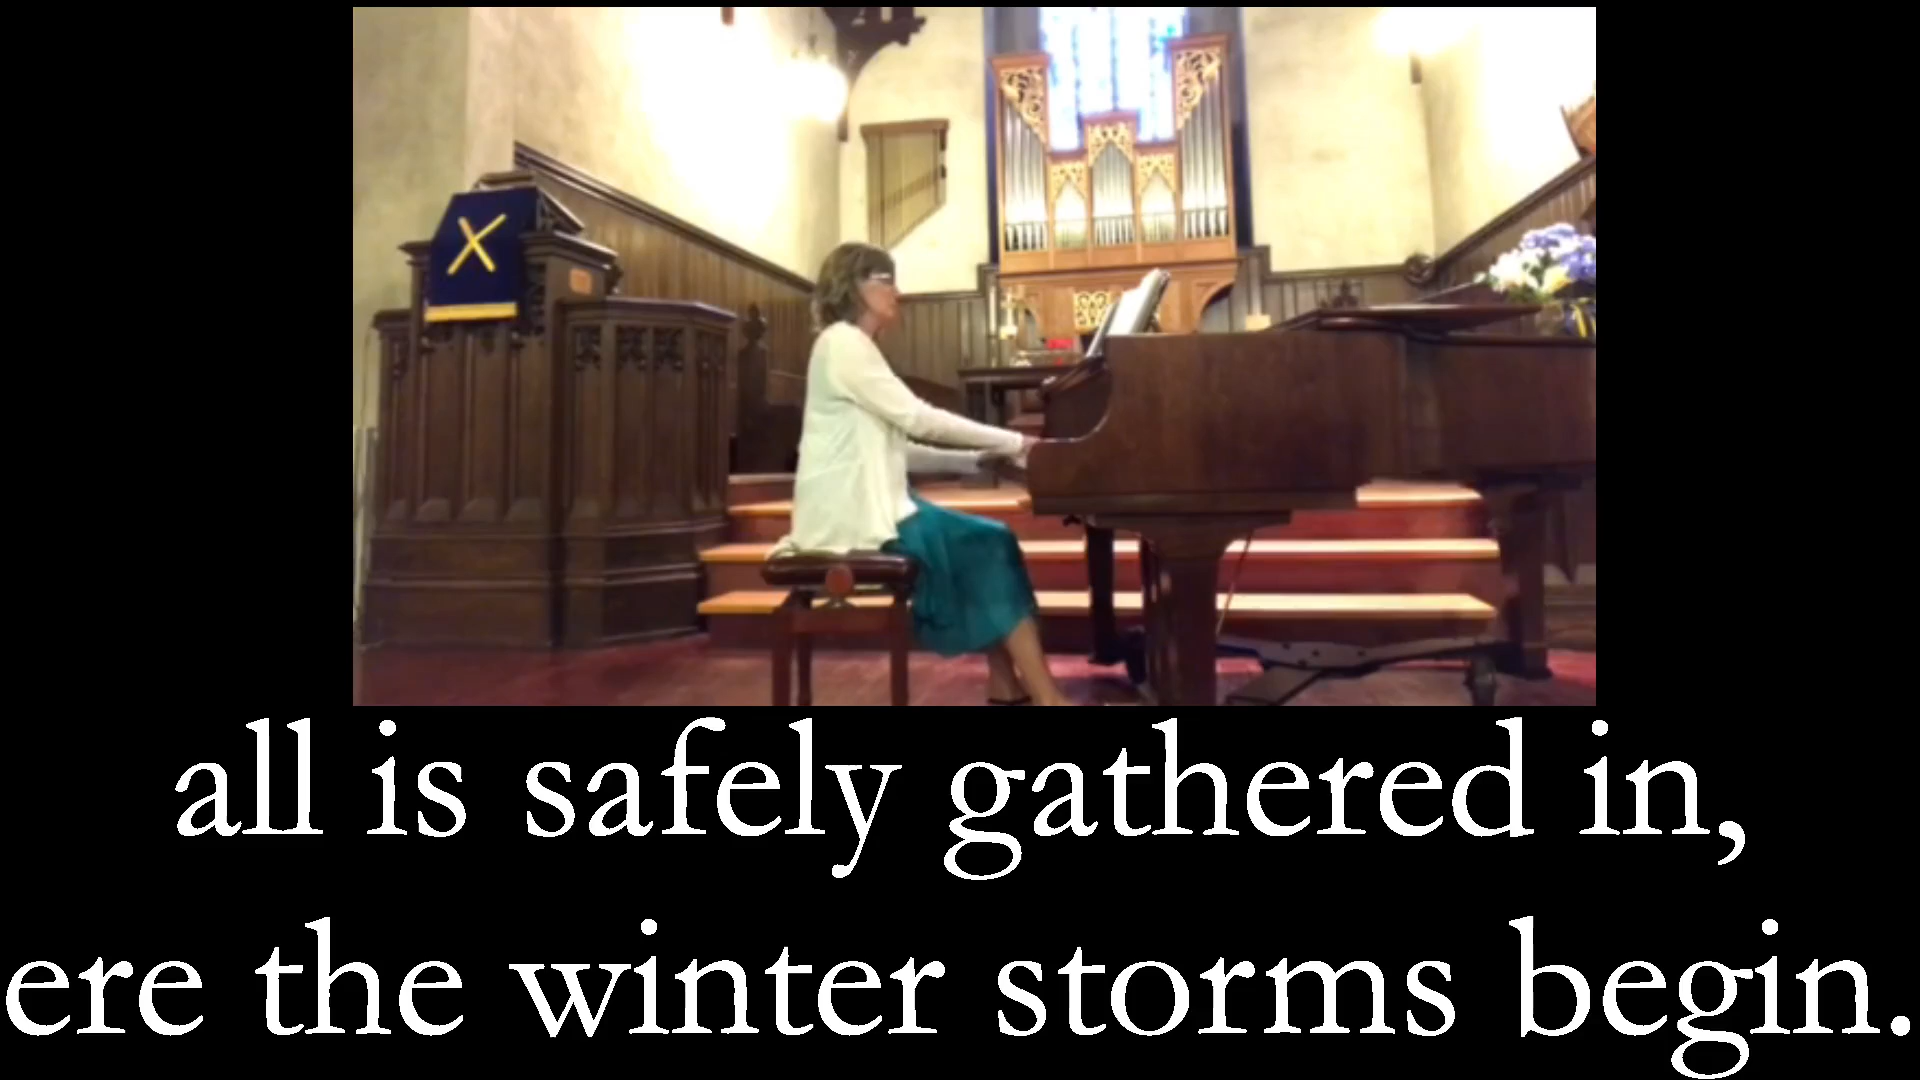 all is safely gathered in,
ere the winter storms begin.